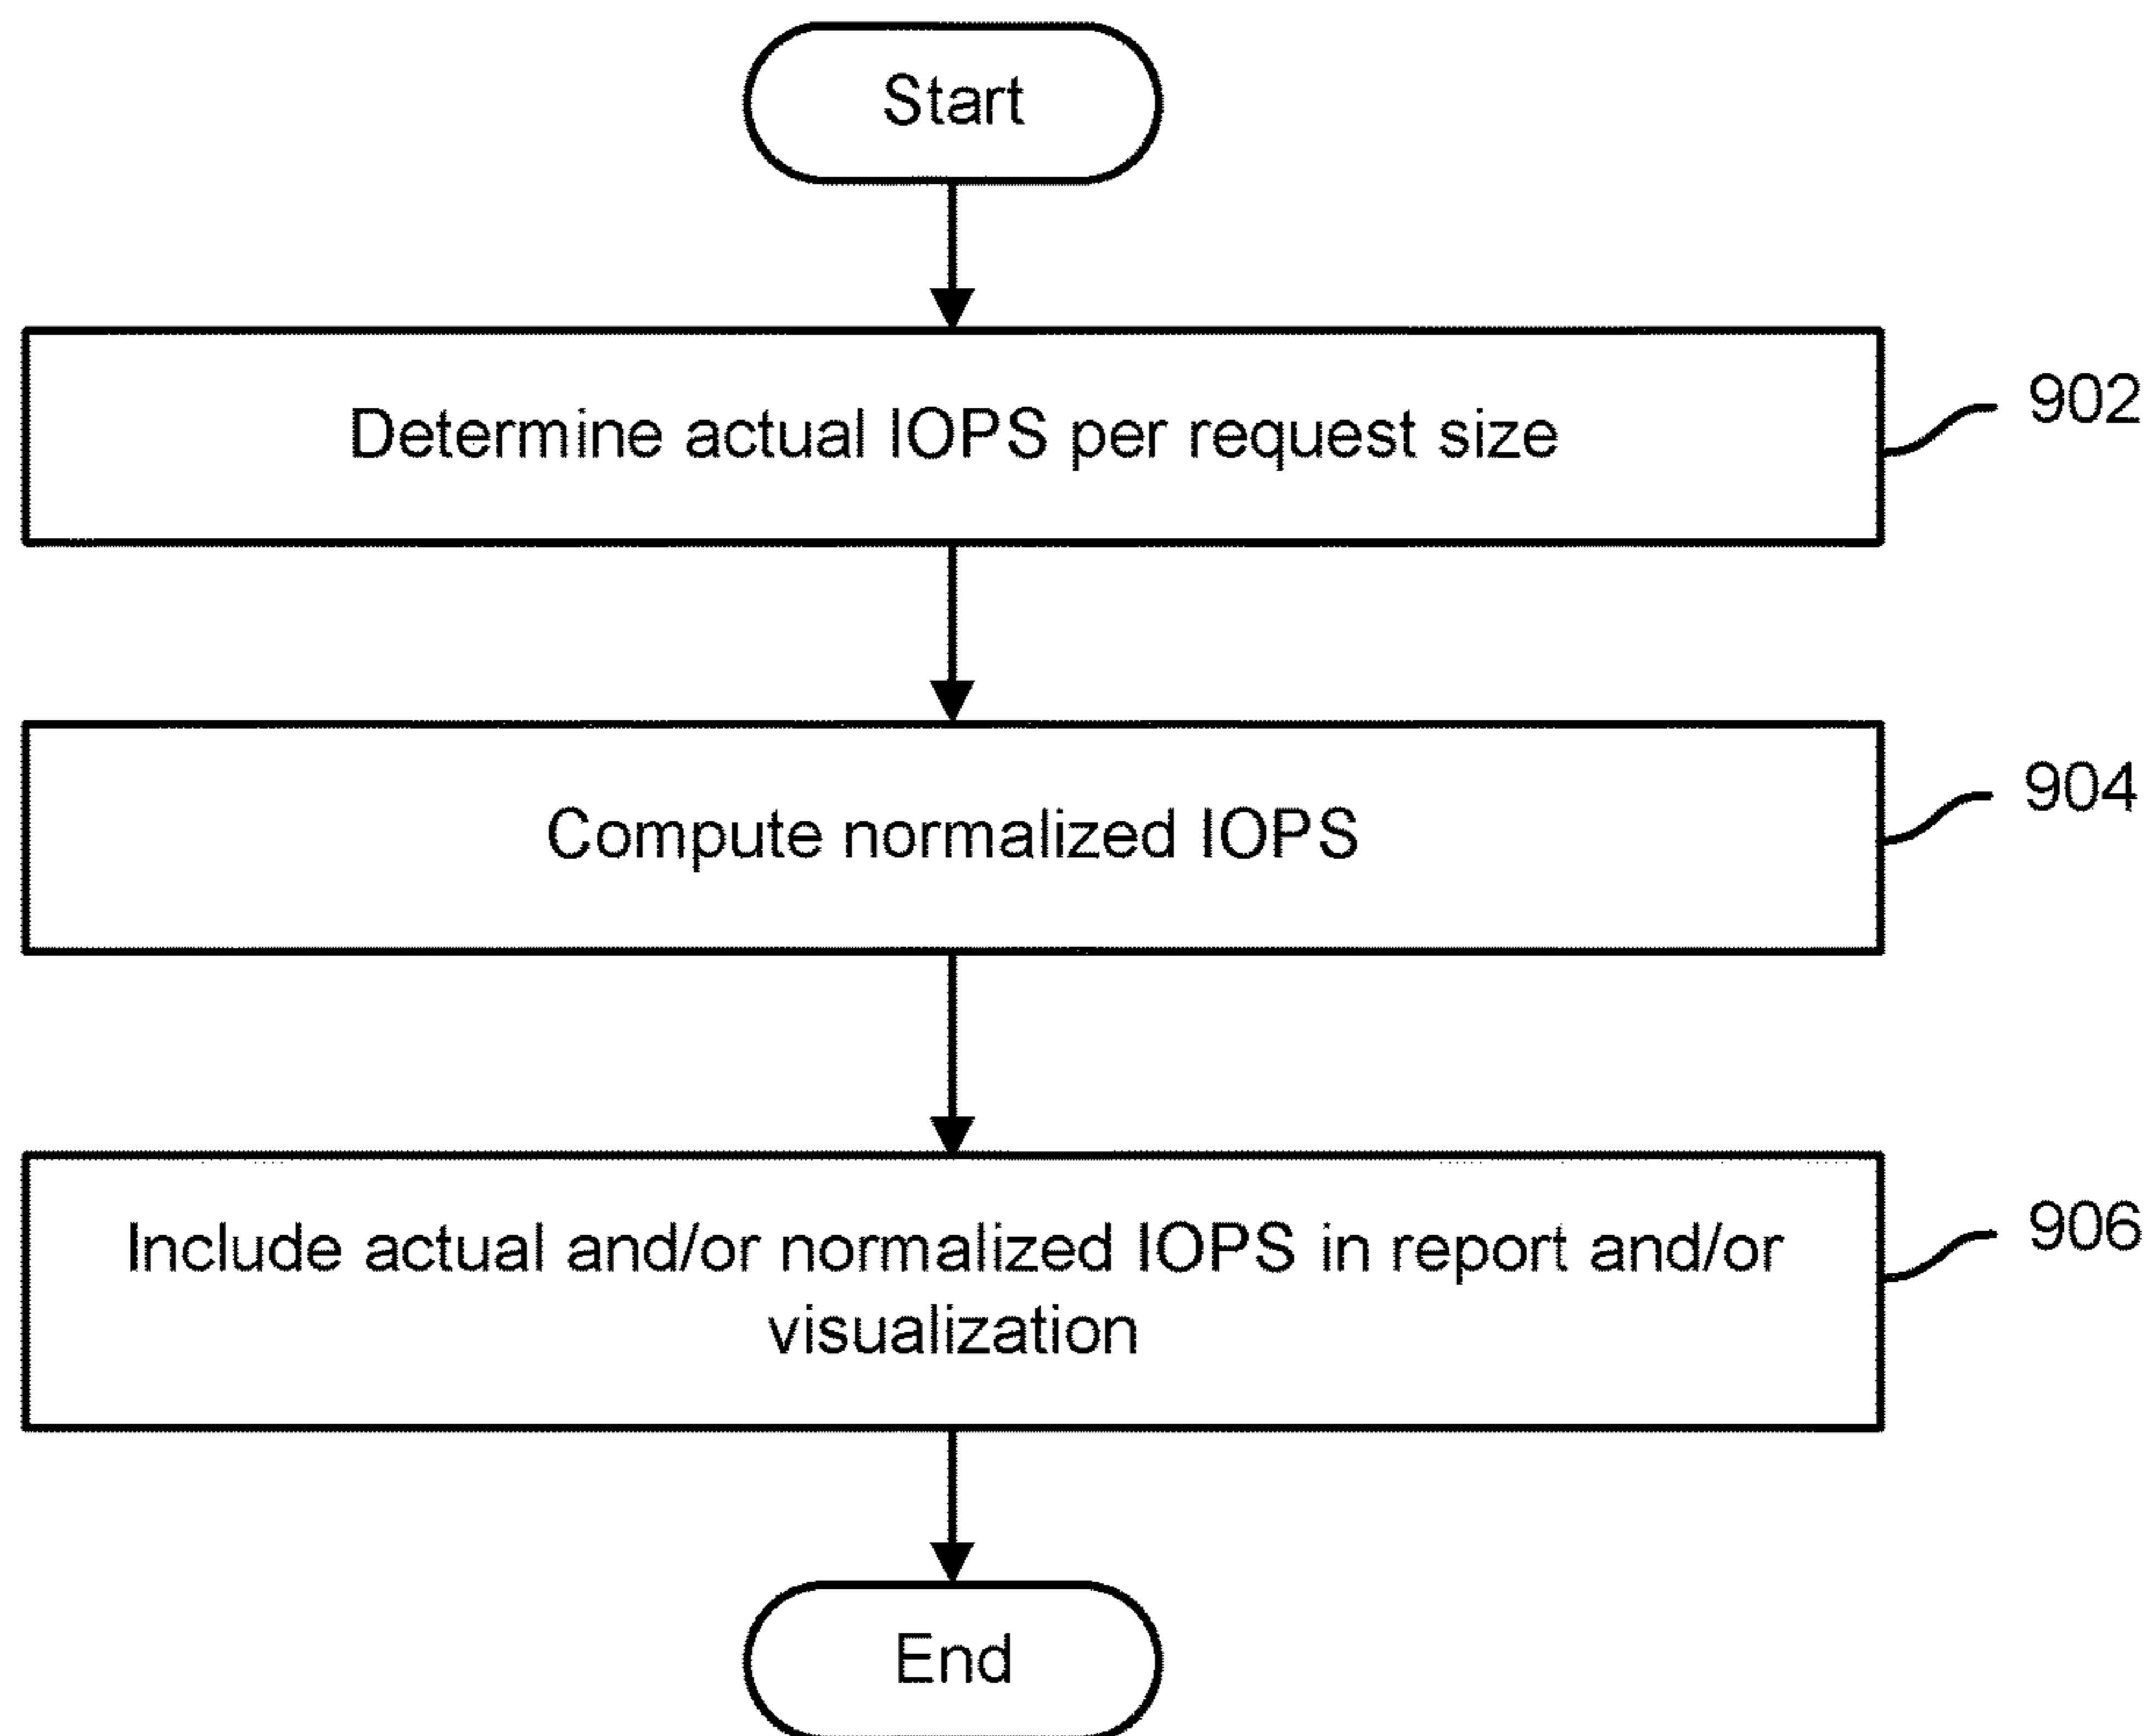 Start
Determine actual IOPS per request size
902
Compute normalized IOPS
904
Include actual and/or normalized IOPS in report and/or
visualization
906
End